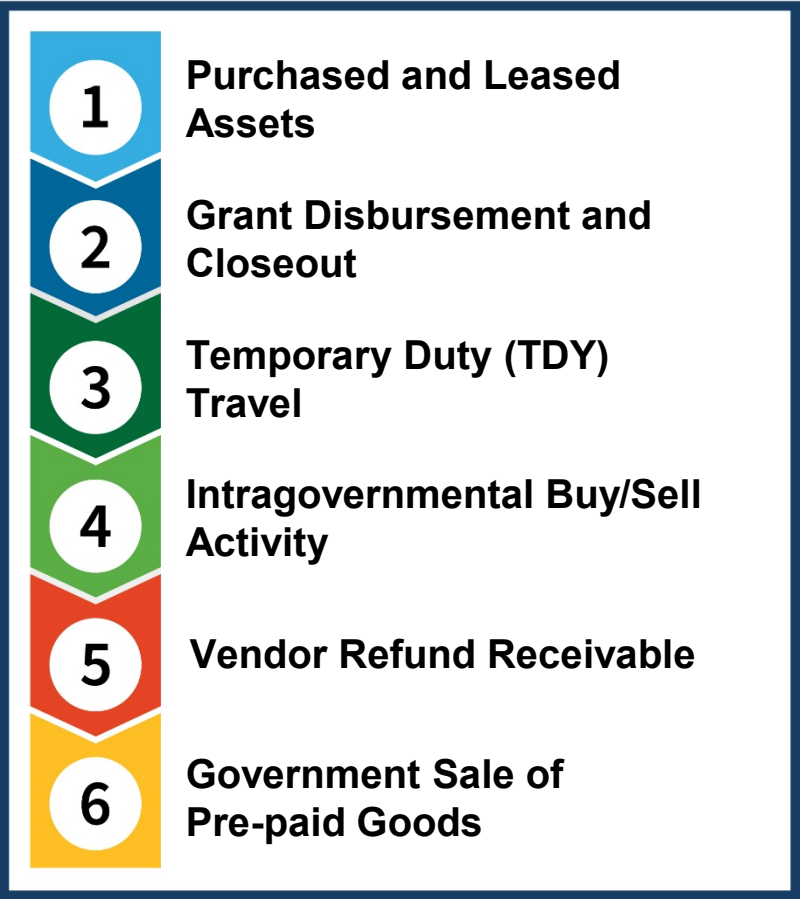 1
Purchased and Leased
Assets
2
Grant Disbursement and
Closeout
3
Temporary Duty (TDY)
Travel
4
Intragovernmental Buy/Sell
Activity
5
Vendor Refund Receivable
6
Government Sale of
Pre-paid Goods